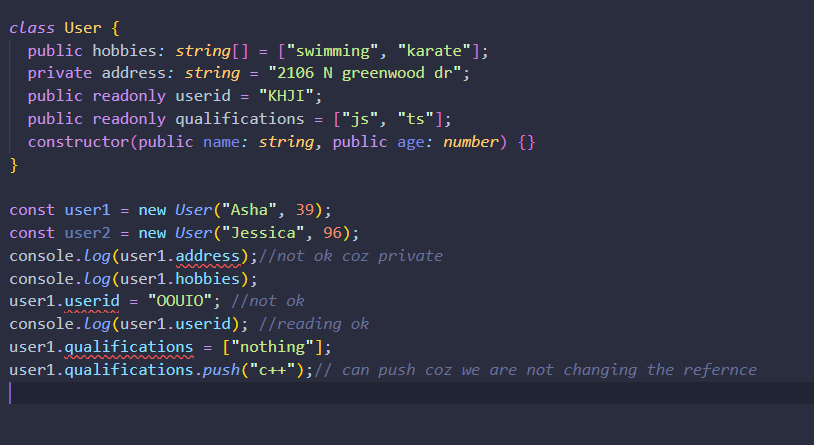 class User {
  public hobbies: string[] = ["swimming", "karate"];
  private address: string = "2106 N greenwood dr";
  public readonly userid = "KHJI";
  public readonly qualifications = ["js", "ts"];
  constructor(public name: string, public age: number) {}
}

const user1 = new User("Asha", 39);
const user2 = new User("Jessica", 96);
console.log(user1.address);//not ok coz private
console.log(user1.hobbies);
user1.userid = "OOUIO"; //not ok
console.log(user1.userid); //reading ok
user1.qualifications = ["nothing"];
user1.qualifications.push("c++");// can push coz we are not changing the refernce